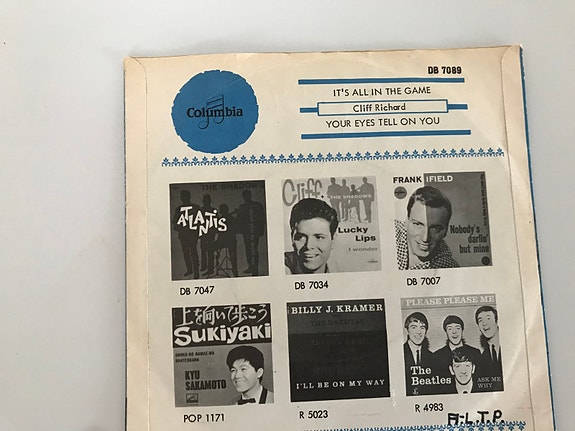 DB 7089
Columbia
IT'S ALL IN THE GAME
Cliff Richard
YOUR EYES TELL ON YOU
THE SHADOWS
ATLANTIS
DB 7047
Cliff
THE SHADOWS
Lucky
Lips
I wonder
DB 7034
FRANK IFIELD
Nobody's
darlin'
but mine
DB 7007
上を向いて歩こう
SUKIYAKI
KYU
SAKAMOTO
POP 1171
BILLY J. KRAMER
THE DAKOTAS
I'LL BE ON MY WAY
R 5023
PLEASE PLEASE ME
The
Beatles
ASK ME
WHY
R 4983
A-L.T.P.